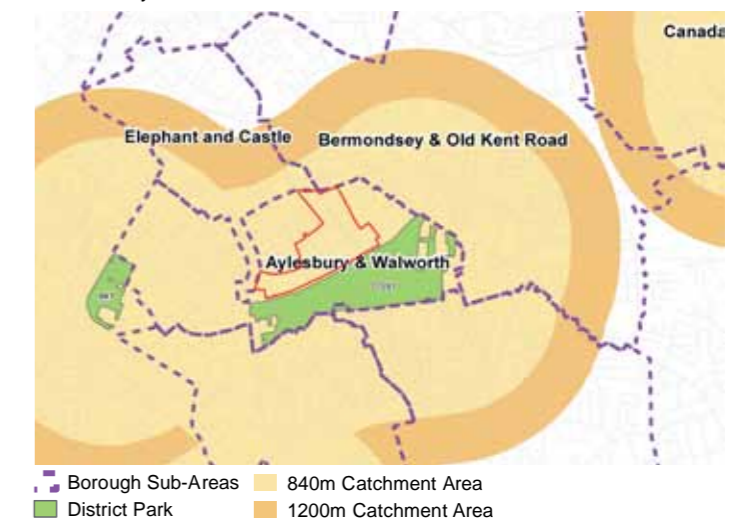 Canada
Elephant and Castle
Bermondsey & Old Kent Road
Aylesbury & Walworth
Borough Sub-Areas
840m Catchment Area
District Park
1200m Catchment Area